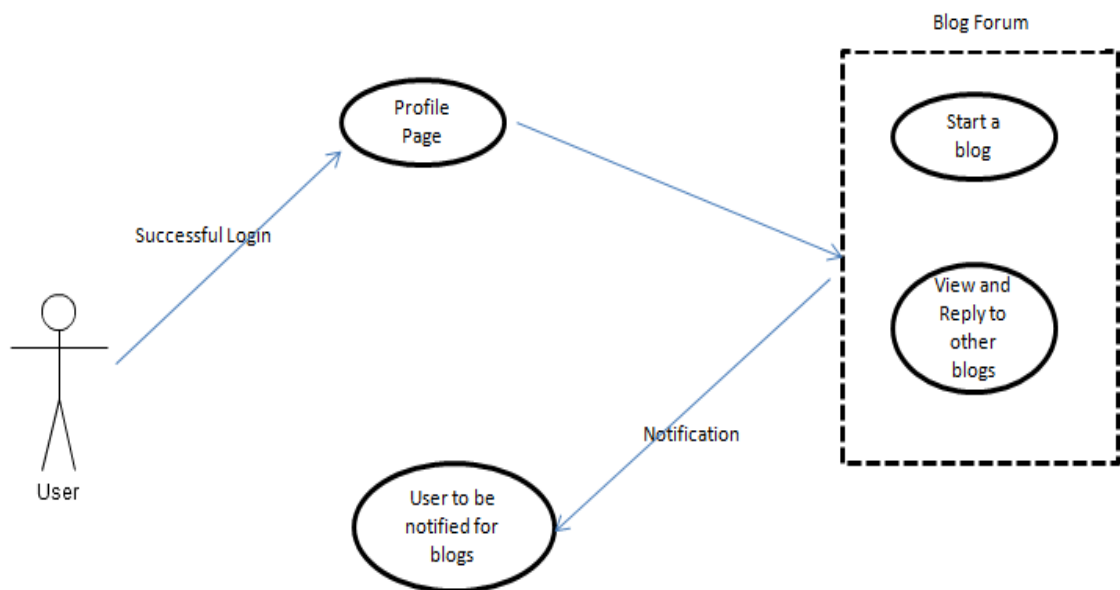 Blog Forum
Profile
Page
Start a
blog
Successful Login
View and
Reply to
other
blogs
Notification
User
User to be
notified for
blogs